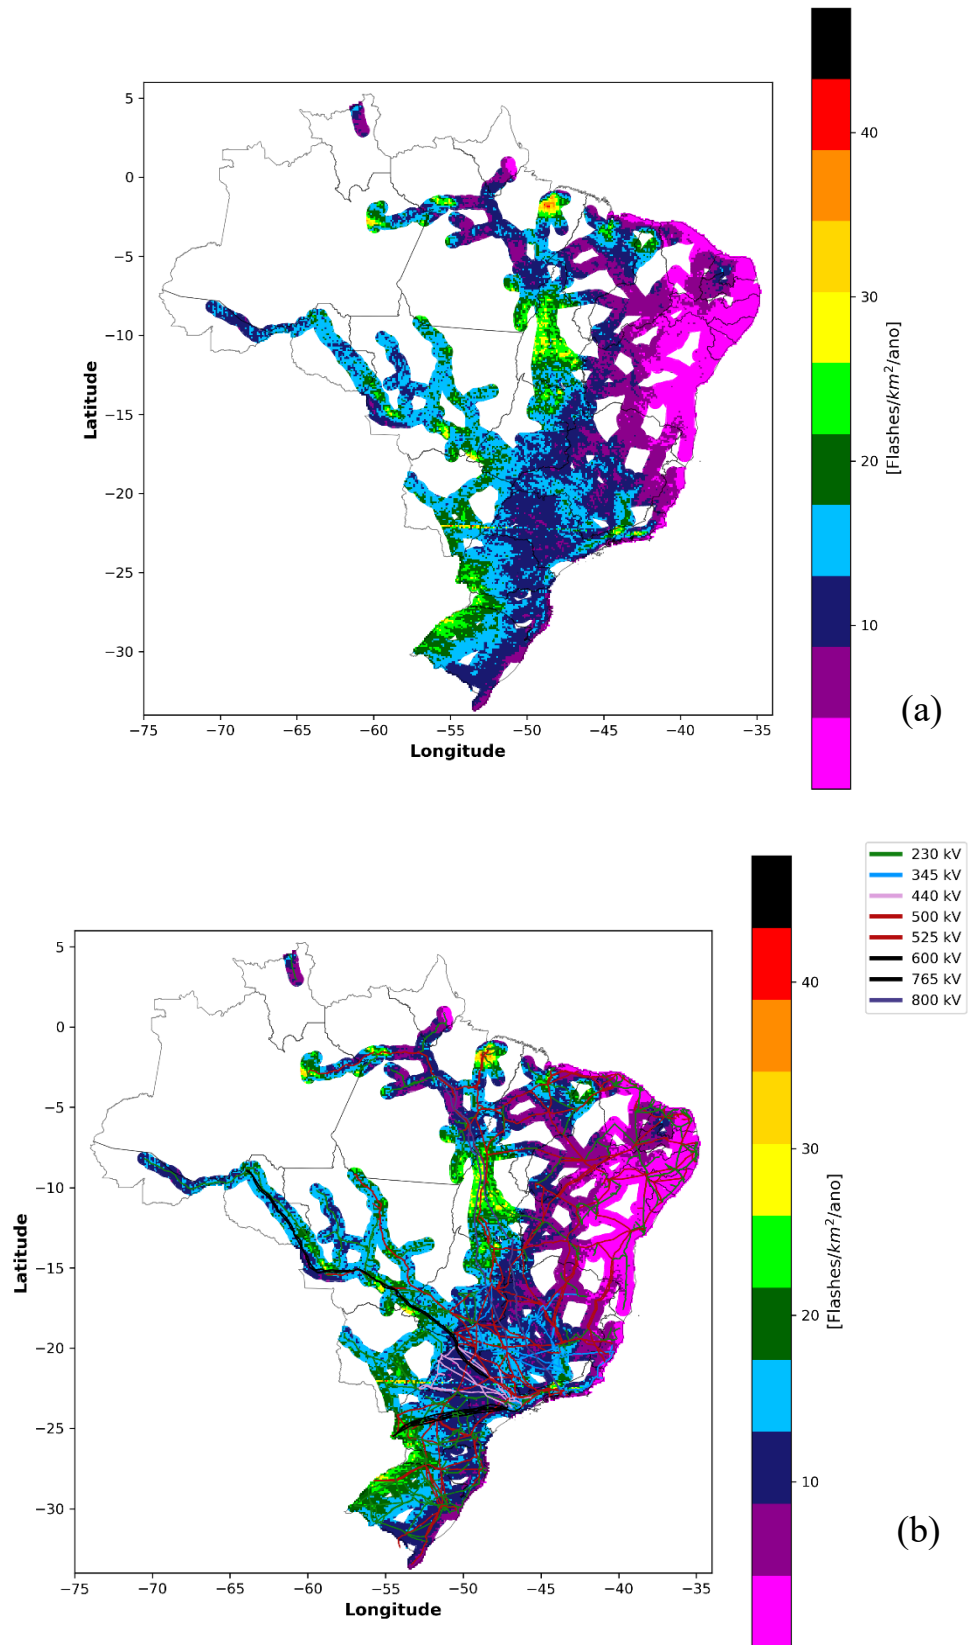 5
0
−5
−10
−15
−20
−25
−30
Latitude
−75
−70
−65
−60
−55
−50
−45
−40
−35
Longitude
40
30
20
10
[Flashes/km²/ano]
(a)
230 kV
345 kV
440 kV
500 kV
525 kV
600 kV
765 kV
800 kV
5
0
−5
−10
−15
−20
−25
−30
Latitude
−75
−70
−65
−60
−55
−50
−45
−40
−35
Longitude
40
30
20
10
[Flashes/km²/ano]
(b)